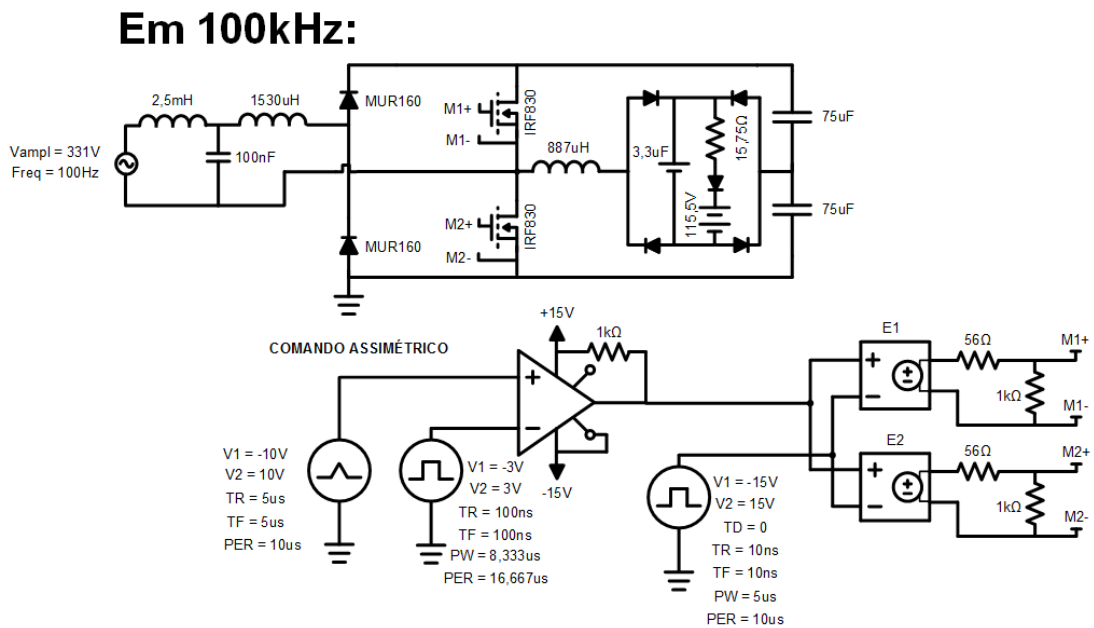 Em 100kHz:
2,5mH
1530uH
MUR160
M1+
M1-
IRF830
75uF
Vampl = 331V
Freq = 100Hz
100nF
887uH
3,3uF
15,75Ω
115,5V
MUR160
M2+
M2-
IRF830
75uF
COMANDO ASSIMÉTRICO
+15V
1kΩ
-15V
V1 = -10V
V2 = 10V
TR = 5us
TF = 5us
PER = 10us
V1 = -3V
V2 = 3V
TR = 100ns
TF = 100ns
PW = 8,333us
PER = 16,667us
V1 = -15V
V2 = 15V
TD = 0
TR = 10ns
TF = 10ns
PW = 5us
PER = 10us
E1
56Ω
M1+
1kΩ
M1-
E2
56Ω
M2+
1kΩ
M2-